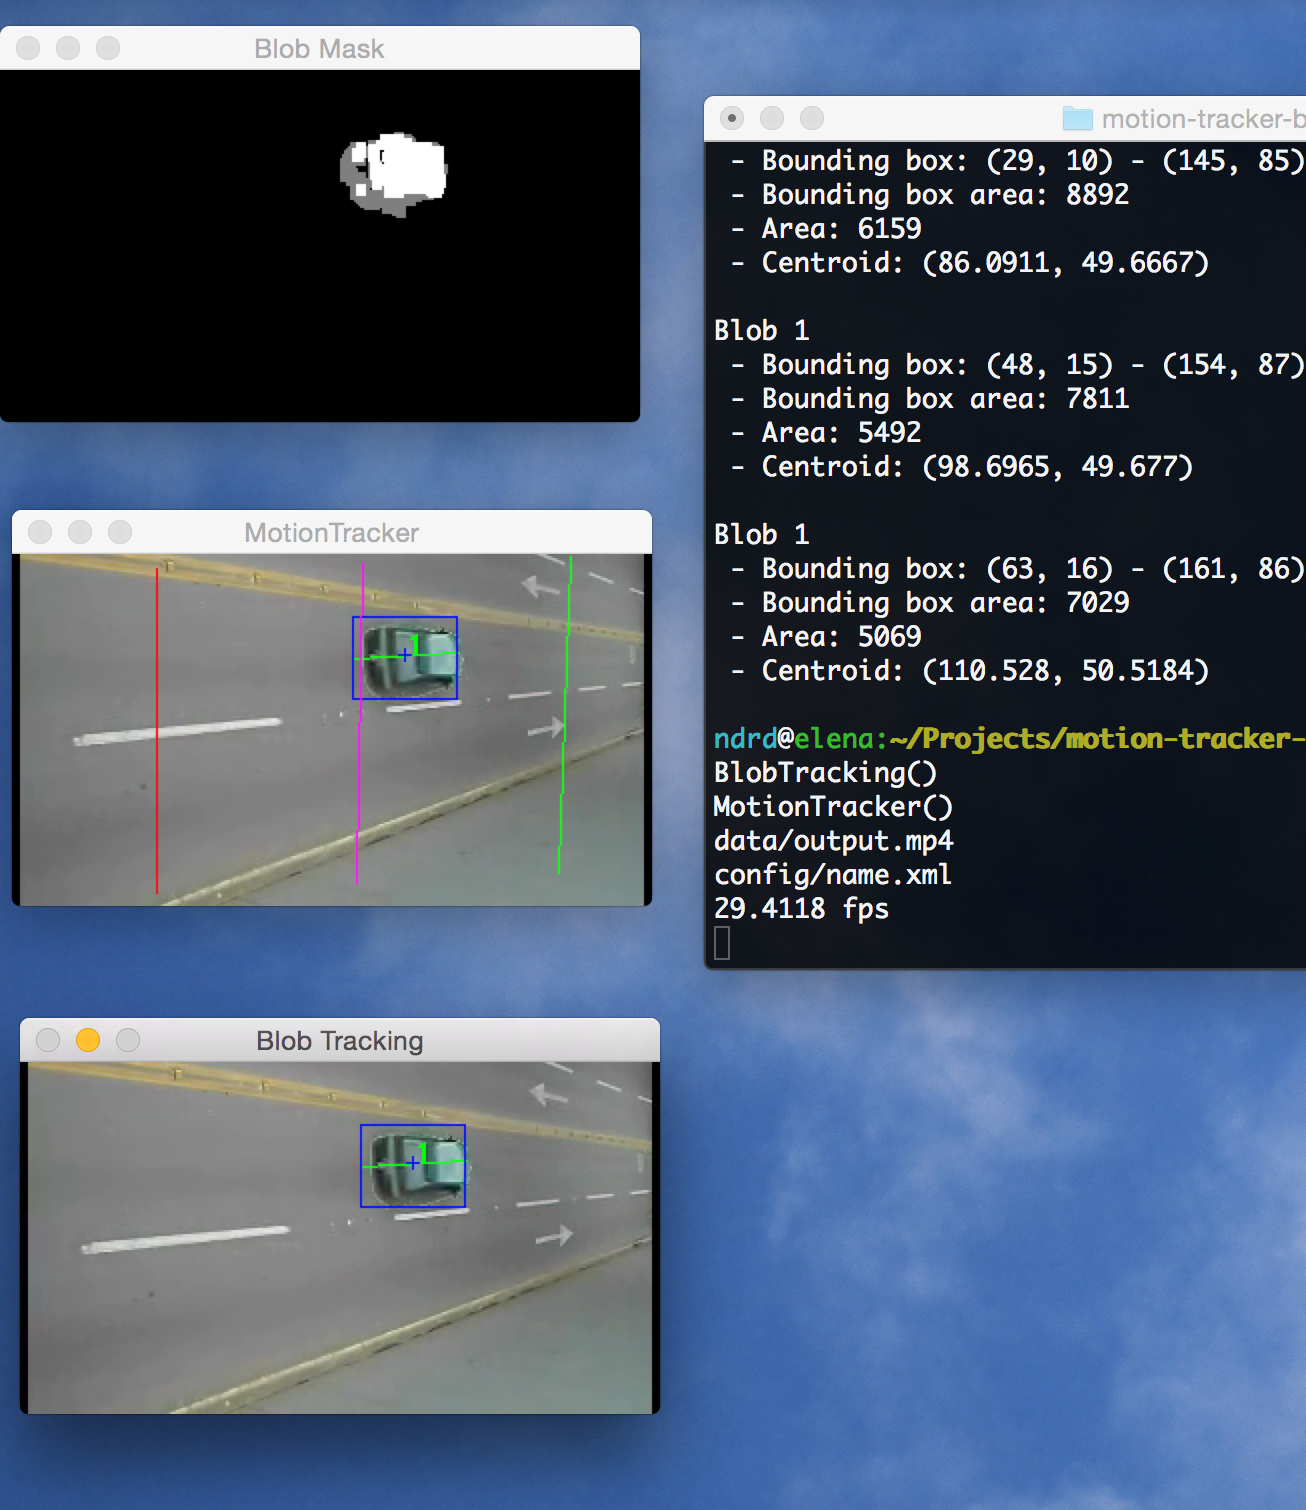 Blob Mask
motion-tracker-b
- Bounding box: (29, 10) - (145, 85)
- Bounding box area: 8892
- Area: 6159
- Centroid: (86.0911, 49.6667)
Blob 1
- Bounding box: (48, 15) - (154, 87)
- Bounding box area: 7811
- Area: 5492
- Centroid: (98.6965, 49.677)
Blob 1
- Bounding box: (63, 16) - (161, 86)
- Bounding box area: 7029
- Area: 5069
- Centroid: (110.528, 50.5184)
ndrd@elena:~/Projects/motion-tracker-
BlobTracking()
MotionTracker()
data/output.mp4
config/name.xml
29.4118 fps
MotionTracker
1
Blob Tracking
1